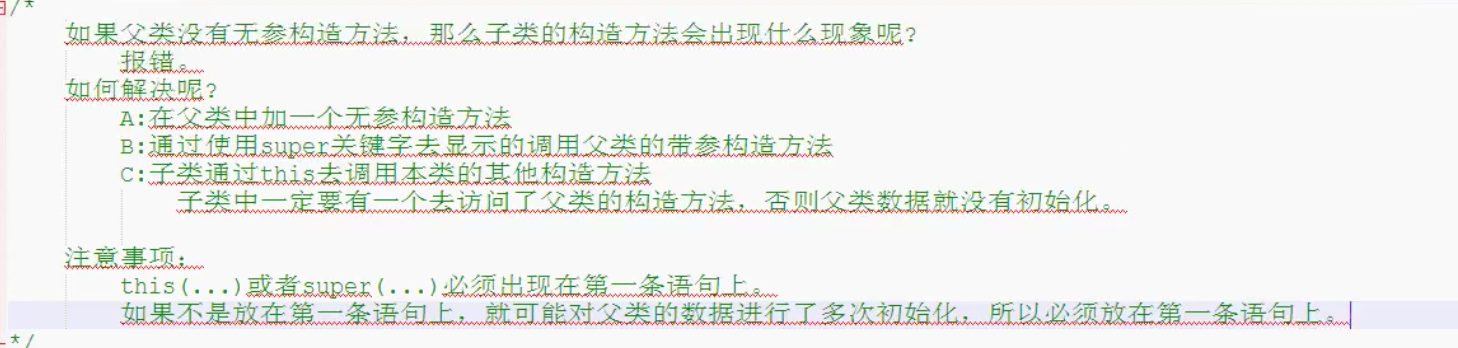 /*
如果父类没有无参构造方法，那么子类的构造方法会出现什么现象呢?
报错。
如何解决呢?
A:在父类中加一个无参构造方法
B:通过使用super关键字去显示的调用父类的带参构造方法
C:子类通过this去调用本类的其他构造方法
子类中一定要有一个去访问了父类的构造方法，否则父类数据就没有初始化。
注意事项：
this(...)或者super(...)必须出现在第一条语句上。
如果不是放在第一条语句上，就可能对父类的数据进行了多次初始化，所以必须放在第一条语句上。
*/